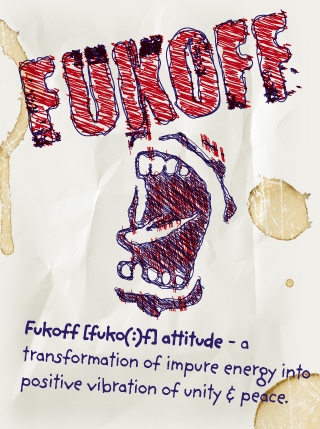 FUKOFF
Fukoff [fuko(:)f] attitude - a
transformation of impure energy into
positive vibration of unity & peace.